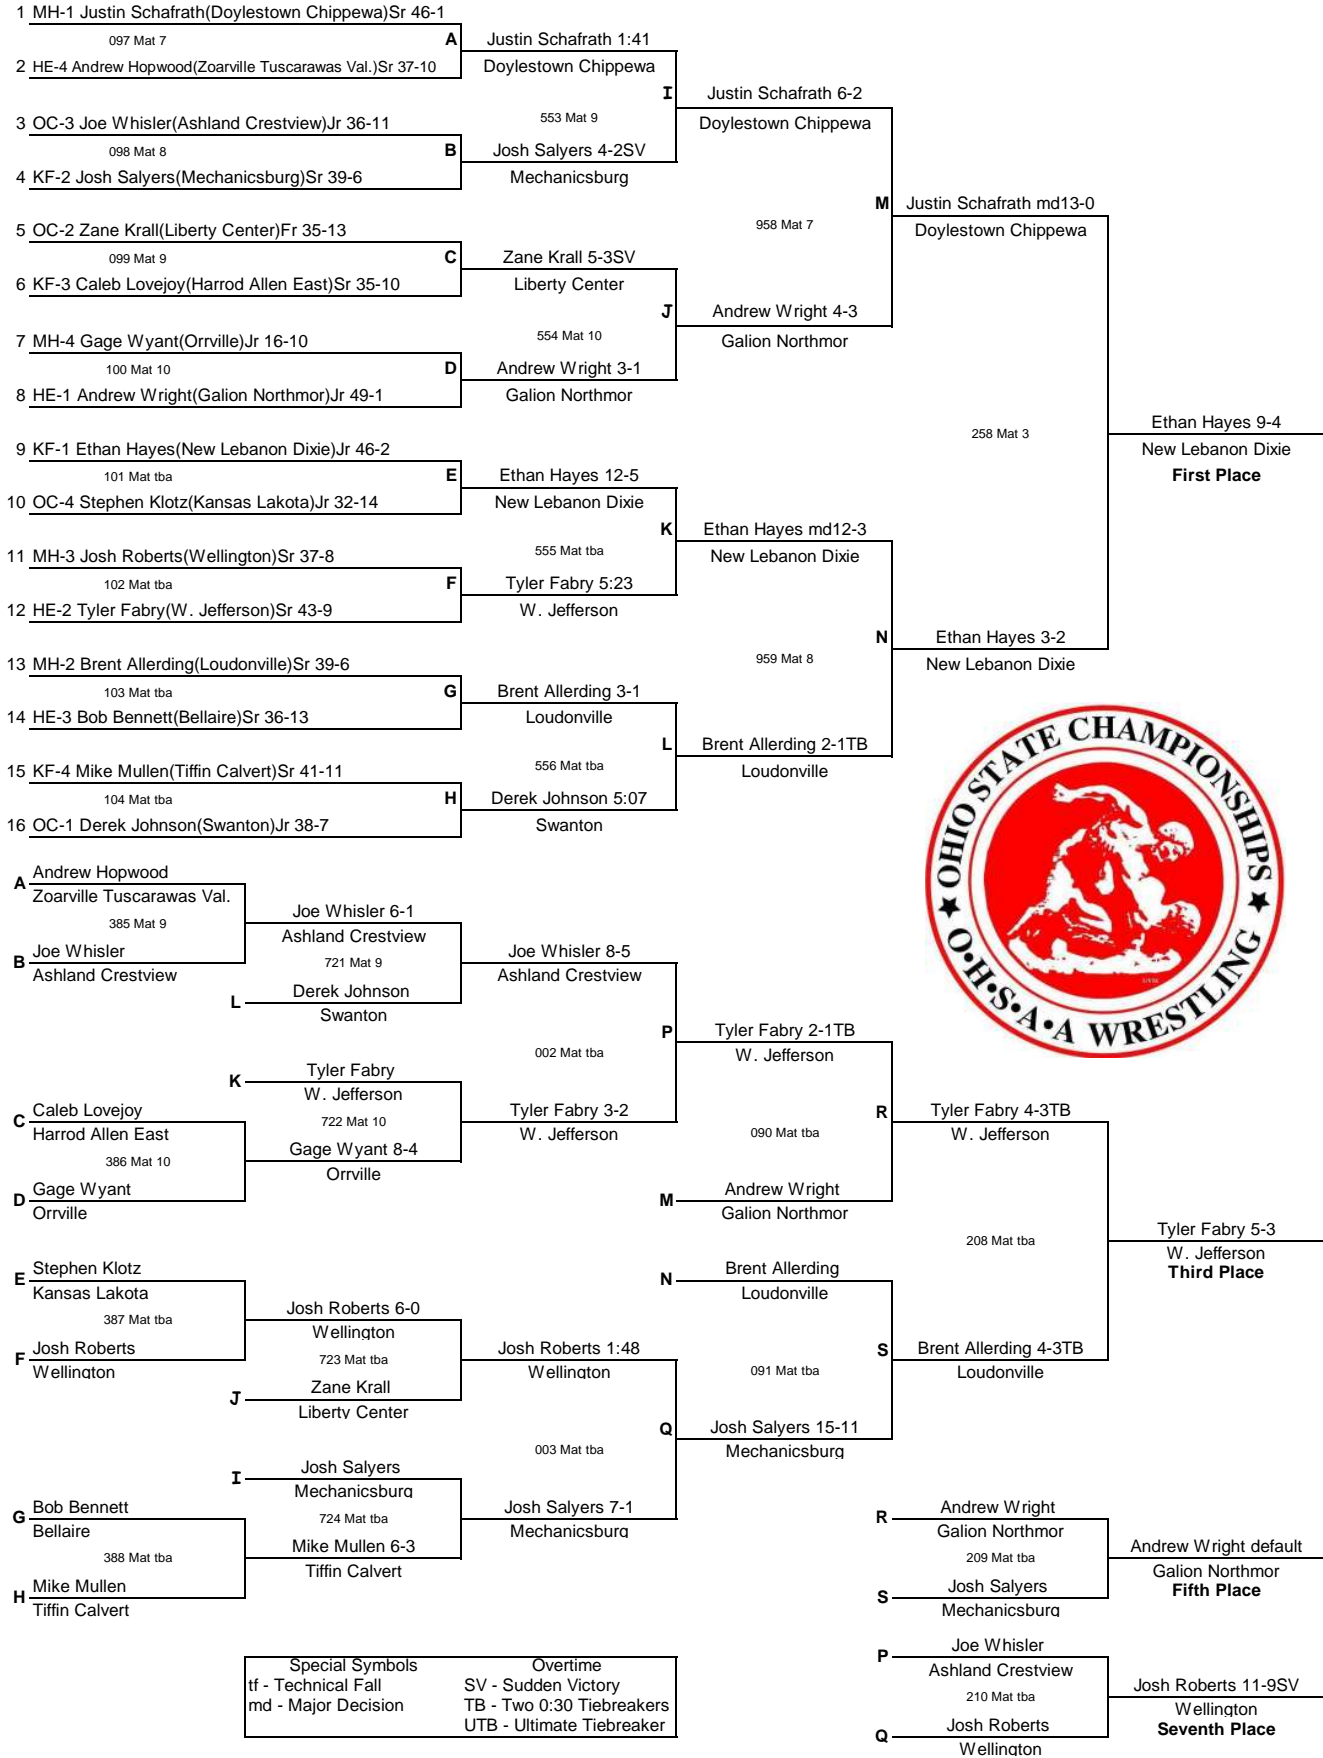 1 MH-1 Justin Schafrath(Doylestown Chippewa)Sr 46-1
097 Mat 7
A
2 HE-4 Andrew Hopwood(Zoarville Tuscarawas Val.)Sr 37-10
Justin Schafrath 1:41
Doylestown Chippewa
I
553 Mat 9
3 OC-3 Joe Whisler(Ashland Crestview)Jr 36-11
098 Mat 8
B
4 KF-2 Josh Salyers(Mechanicsburg)Sr 39-6
Josh Salyers 4-2SV
Mechanicsburg
Justin Schafrath 6-2
Doylestown Chippewa
M
958 Mat 7
5 OC-2 Zane Krall(Liberty Center)Fr 35-13
099 Mat 9
C
6 KF-3 Caleb Lovejoy(Harrod Allen East)Sr 35-10
Zane Krall 5-3SV
Liberty Center
J
554 Mat 10
7 MH-4 Gage Wyant(Orrville)Jr 16-10
100 Mat 10
D
8 HE-1 Andrew Wright(Galion Northmor)Jr 49-1
Andrew Wright 3-1
Galion Northmor
Andrew Wright 4-3
Galion Northmor
Justin Schafrath md13-0
Doylestown Chippewa
258 Mat 3
Ethan Hayes 9-4
New Lebanon Dixie
First Place
9 KF-1 Ethan Hayes(New Lebanon Dixie)Jr 46-2
101 Mat tba
E
10 OC-4 Stephen Klotz(Kansas Lakota)Jr 32-14
Ethan Hayes 12-5
New Lebanon Dixie
K
555 Mat tba
11 MH-3 Josh Roberts(Wellington)Sr 37-8
102 Mat tba
F
12 HE-2 Tyler Fabry(W. Jefferson)Sr 43-9
Tyler Fabry 5:23
W. Jefferson
Ethan Hayes md12-3
New Lebanon Dixie
N
959 Mat 8
Ethan Hayes 3-2
New Lebanon Dixie
13 MH-2 Brent Allerding(Loudonville)Sr 39-6
103 Mat tba
G
14 HE-3 Bob Bennett(Bellaire)Sr 36-13
Brent Allerding 3-1
Loudonville
L
556 Mat tba
15 KF-4 Mike Mullen(Tiffin Calvert)Sr 41-11
104 Mat tba
H
16 OC-1 Derek Johnson(Swanton)Jr 38-7
Derek Johnson 5:07
Swanton
Brent Allerding 2-1TB
Loudonville
★ OHIO STATE CHAMPIONSHIPS ★
O•H•S•A•A WRESTLING
A Andrew Hopwood
Zoarville Tuscarawas Val.
385 Mat 9
B Joe Whisler
Ashland Crestview
Joe Whisler 6-1
Ashland Crestview
721 Mat 9
L Derek Johnson
Swanton
Joe Whisler 8-5
Ashland Crestview
P
002 Mat tba
K Tyler Fabry
W. Jefferson
722 Mat 10
C Caleb Lovejoy
Harrod Allen East
386 Mat 10
D Gage Wyant
Orrville
Gage Wyant 8-4
Orrville
Tyler Fabry 3-2
W. Jefferson
Tyler Fabry 2-1TB
W. Jefferson
R
090 Mat tba
M Andrew Wright
Galion Northmor
Tyler Fabry 4-3TB
W. Jefferson
208 Mat tba
Tyler Fabry 5-3
W. Jefferson
Third Place
E Stephen Klotz
Kansas Lakota
387 Mat tba
F Josh Roberts
Wellington
Josh Roberts 6-0
Wellington
723 Mat tba
J Zane Krall
Liberty Center
Josh Roberts 1:48
Wellington
Q
003 Mat tba
N Brent Allerding
Loudonville
S
091 Mat tba
Brent Allerding 4-3TB
Loudonville
Josh Salyers 15-11
Mechanicsburg
I Josh Salyers
Mechanicsburg
724 Mat tba
G Bob Bennett
Bellaire
388 Mat tba
H Mike Mullen
Tiffin Calvert
Mike Mullen 6-3
Tiffin Calvert
Josh Salyers 7-1
Mechanicsburg
R Andrew Wright
Galion Northmor
209 Mat tba
S Josh Salyers
Mechanicsburg
Andrew Wright default
Galion Northmor
Fifth Place
P Joe Whisler
Ashland Crestview
210 Mat tba
Q Josh Roberts
Wellington
Josh Roberts 11-9SV
Wellington
Seventh Place
Special Symbols
tf - Technical Fall
md - Major Decision
Overtime
SV - Sudden Victory
TB - Two 0:30 Tiebreakers
UTB - Ultimate Tiebreaker